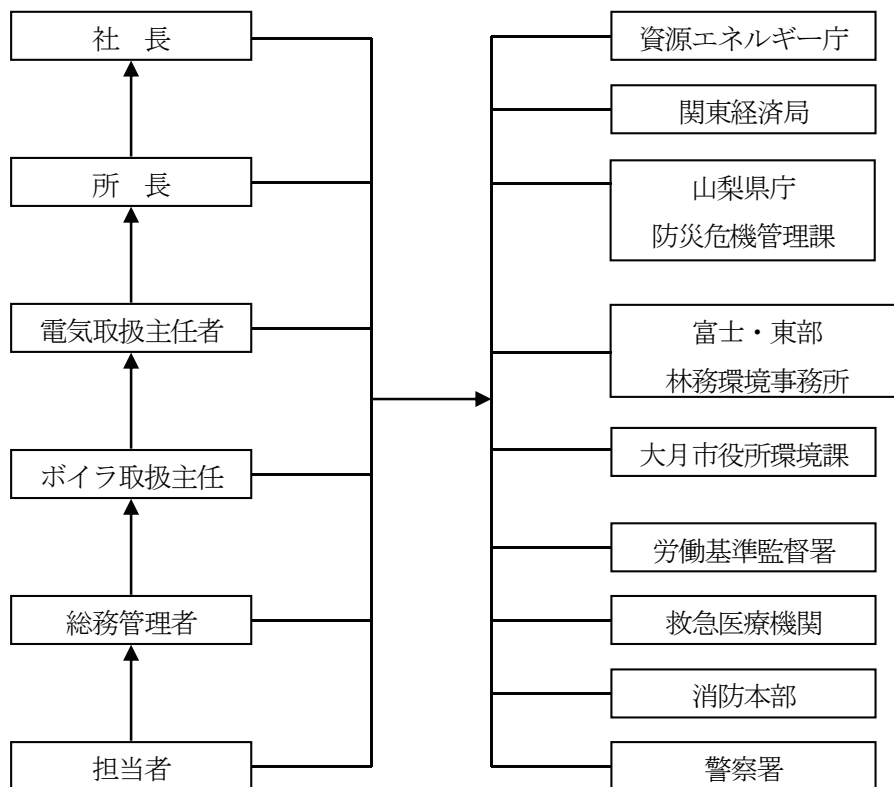 社　長
所　長
電気取扱主任者
ボイラ取扱主任
総務管理者
担当者
資源エネルギー庁
関東経済局
山梨県庁
防災危機管理課
富士・東部
林務環境事務所
大月市役所環境課
労働基準監督署
救急医療機関
消防本部
警察署